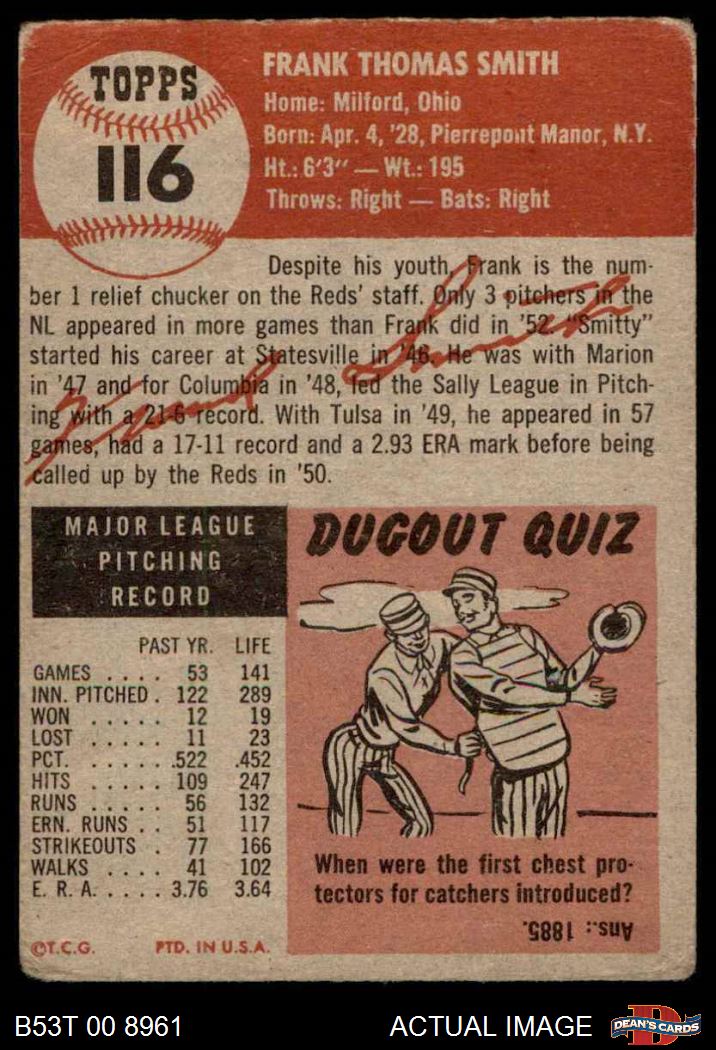 TOPPS
116
FRANK THOMAS SMITH
Home: Milford, Ohio
Born: Apr. 4, '28, Pierrepont Manor, N.Y.
Ht.: 6'3" — Wt.: 195
Throws: Right — Bats: Right
Despite his youth, Frank is the num-
ber 1 relief chucker on the Reds' staff. Only 3 pitchers in the
NL appeared in more games than Frank did in '52. "Smitty"
started his career at Statesville in '46. He was with Marion
in '47 and for Columbia in '48, led the Sally League in Pitch-
ing with a 21-6 record. With Tulsa in '49, he appeared in 57
games, had a 17-11 record and a 2.93 ERA mark before being
called up by the Reds in '50.
Frank Smith
MAJOR LEAGUE
PITCHING
RECORD
PAST YR. LIFE
GAMES . . . . 53 141
INN. PITCHED . 122 289
WON . . . . . 12 19
LOST . . . . . 11 23
PCT. . . . . . .522 .452
HITS . . . . . 109 247
RUNS . . . . . 56 132
ERN. RUNS . . 51 117
STRIKEOUTS . 77 166
WALKS . . . . 41 102
E. R. A. . . . . . 3.76 3.64
©T.C.G. PTD. IN U.S.A.
DUGOUT QUIZ
When were the first chest pro-
tectors for catchers introduced?
Ans.: 1885.
B53T 00 8961 ACTUAL IMAGE
D
DEAN'S CARDS